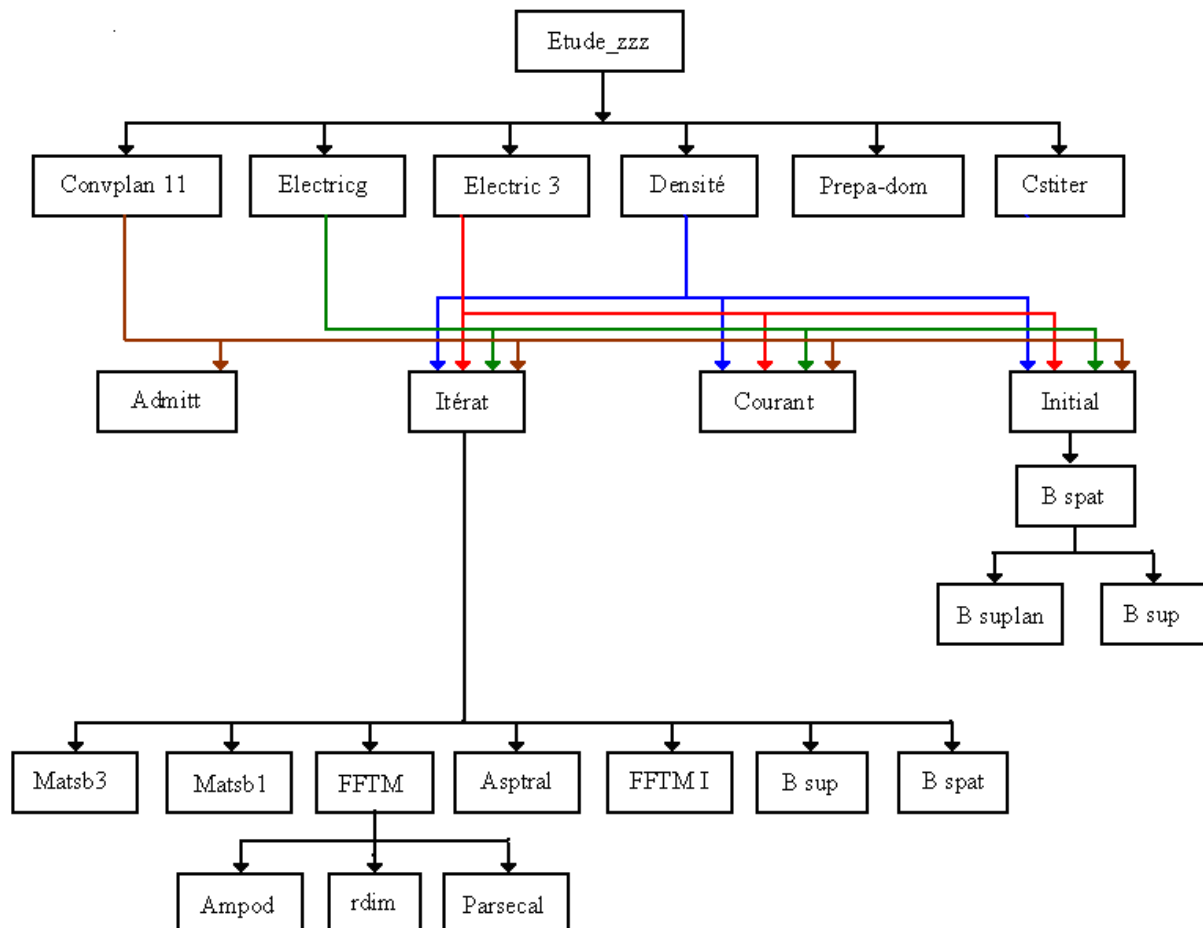 Etude_zzz
Convplan 11
Electricg
Electric 3
Densité
Prepa-dom
Cstiter
Admitt
Itérat
Courant
Initial
B spat
B suplan
B sup
Matsb3
Matsb1
FFTM
Asptral
FFTM I
B sup
B spat
Ampod
rdim
Parsecal